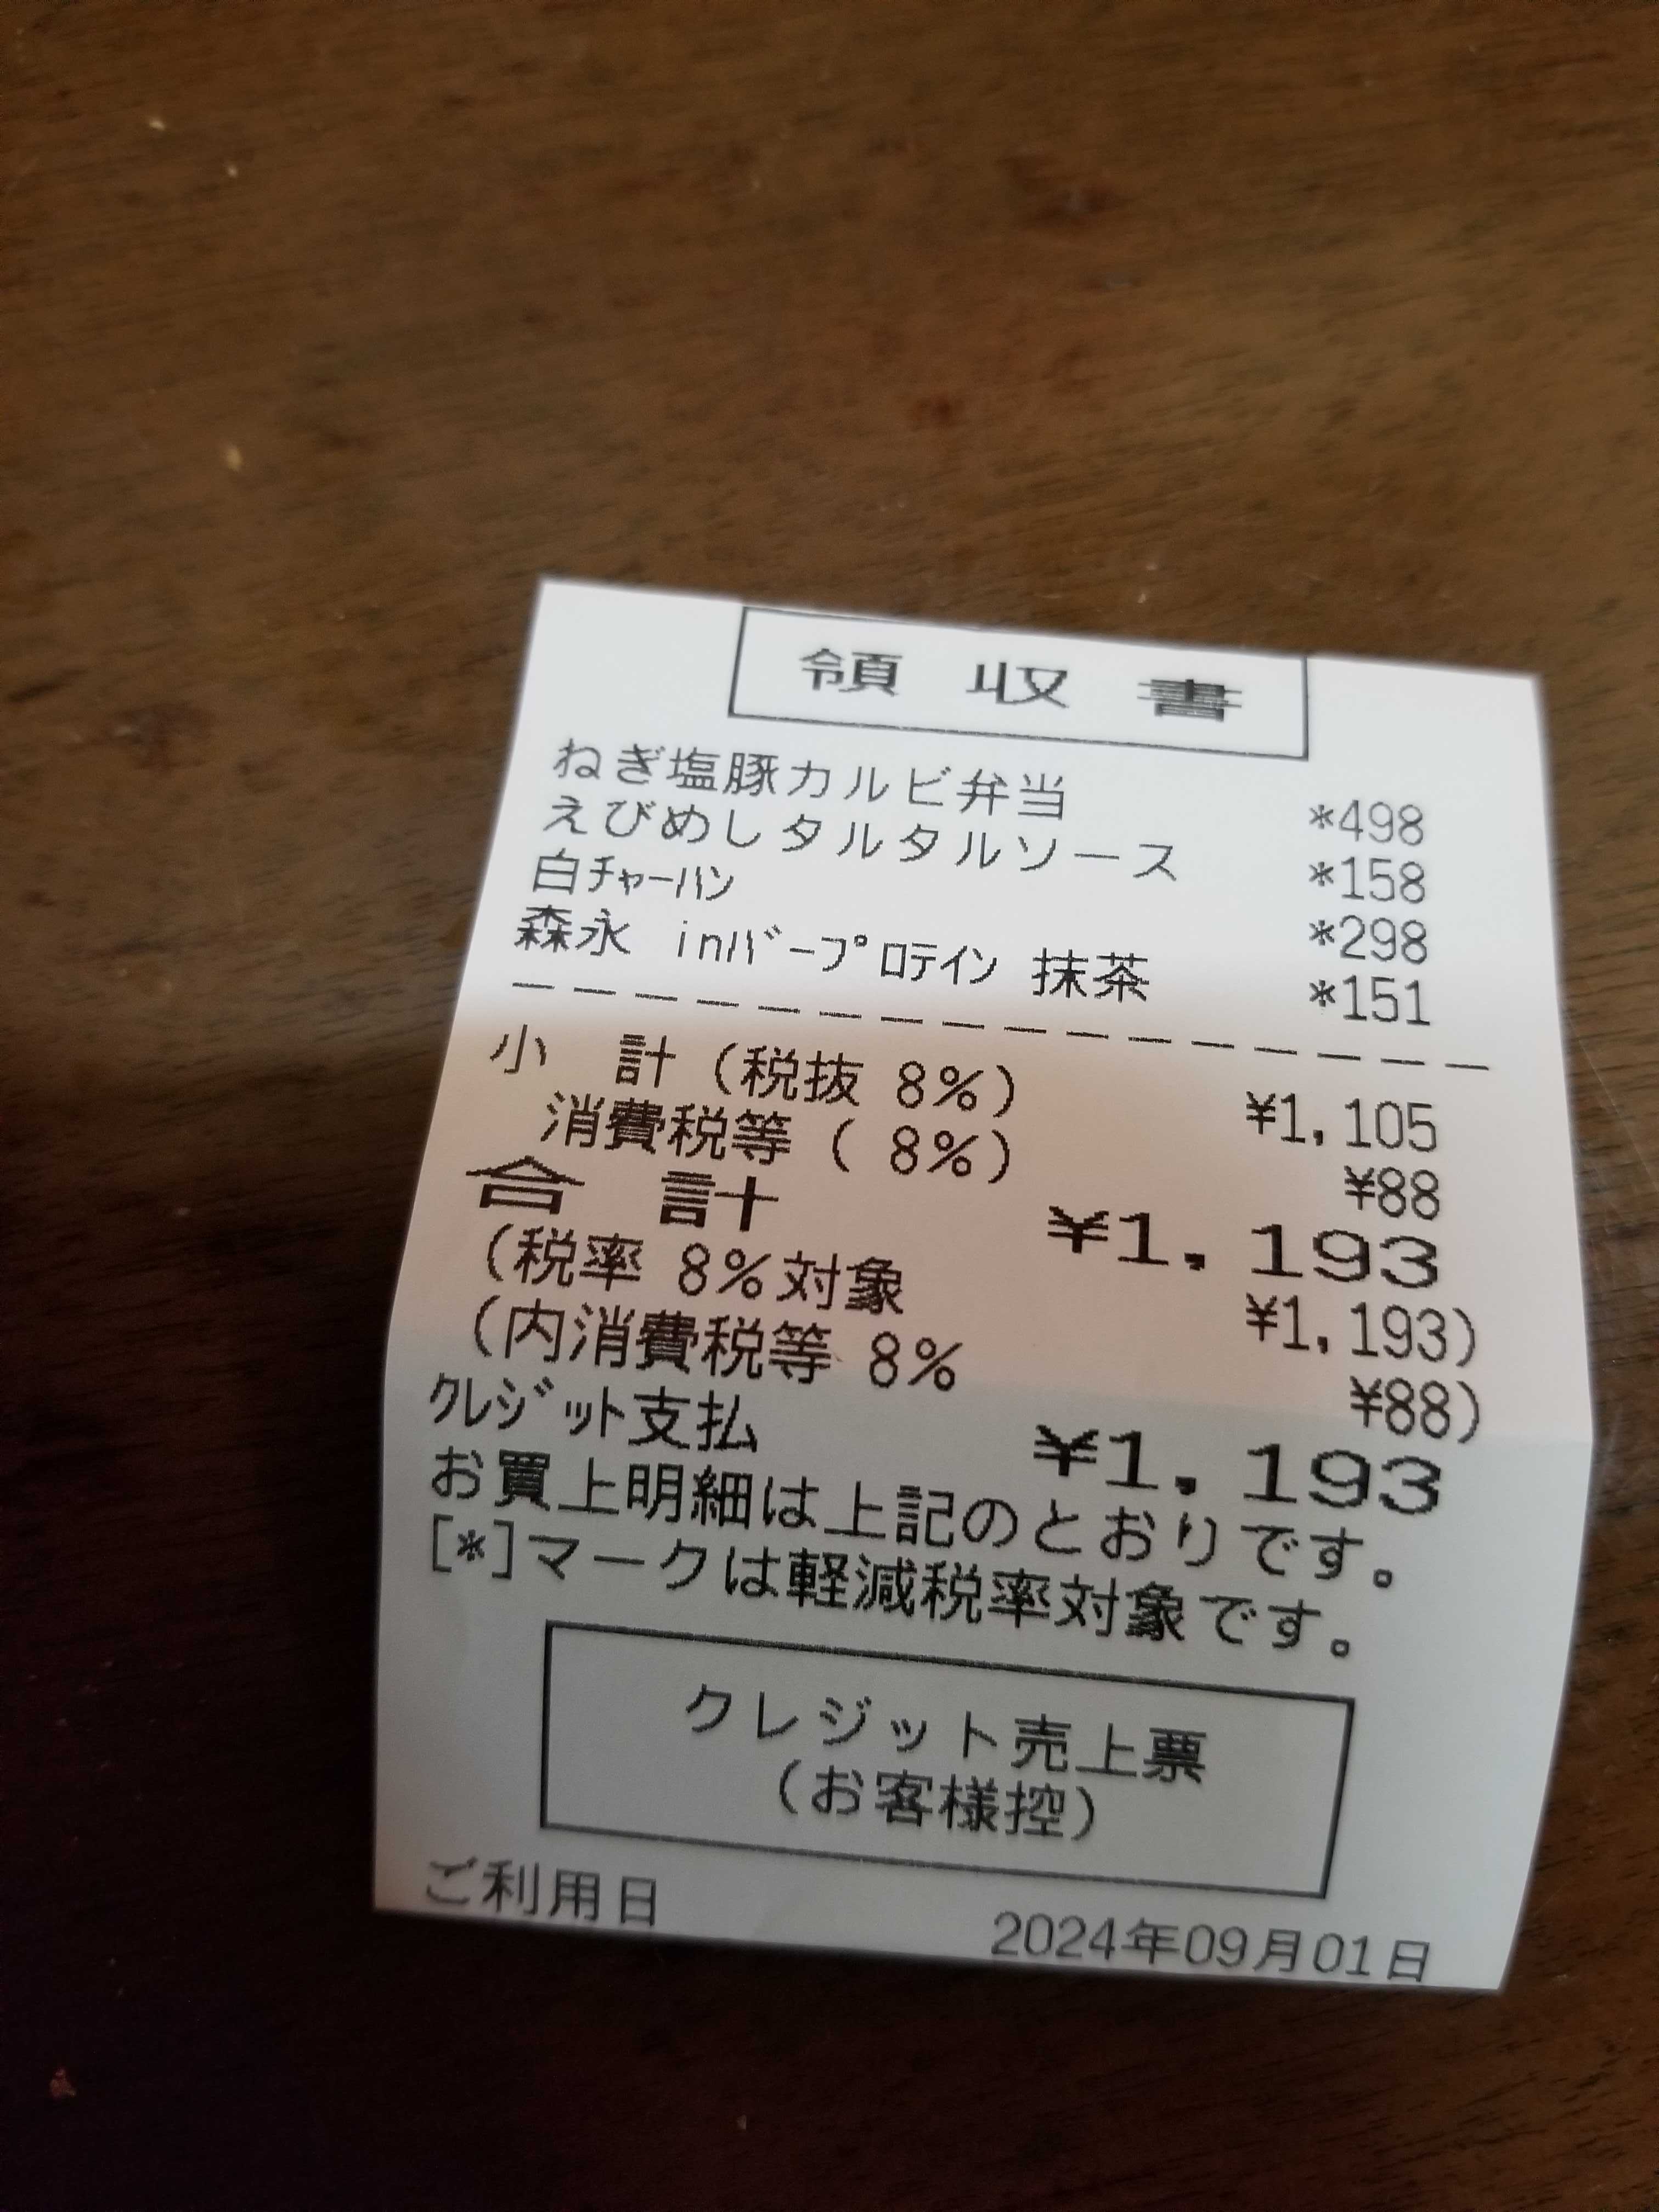 領収書
ねぎ塩豚カルビ弁当 *498
えびめしタルタルソース *158
白ﾁｬｰﾊﾝ *298
森永 inﾊﾞｰﾌﾟﾛﾃｲﾝ 抹茶 *151
小 計(税抜 8%) ¥1,105
消費税等( 8%) ¥88
合 計 ¥1,193
(税率 8%対象 ¥1,193)
(内消費税等 8% ¥88)
ｸﾚｼﾞｯﾄ支払 ¥1,193
お買上明細は上記のとおりです。
[*]マークは軽減税率対象です。
クレジット売上票
(お客様控)
ご利用日 2024年09月01日